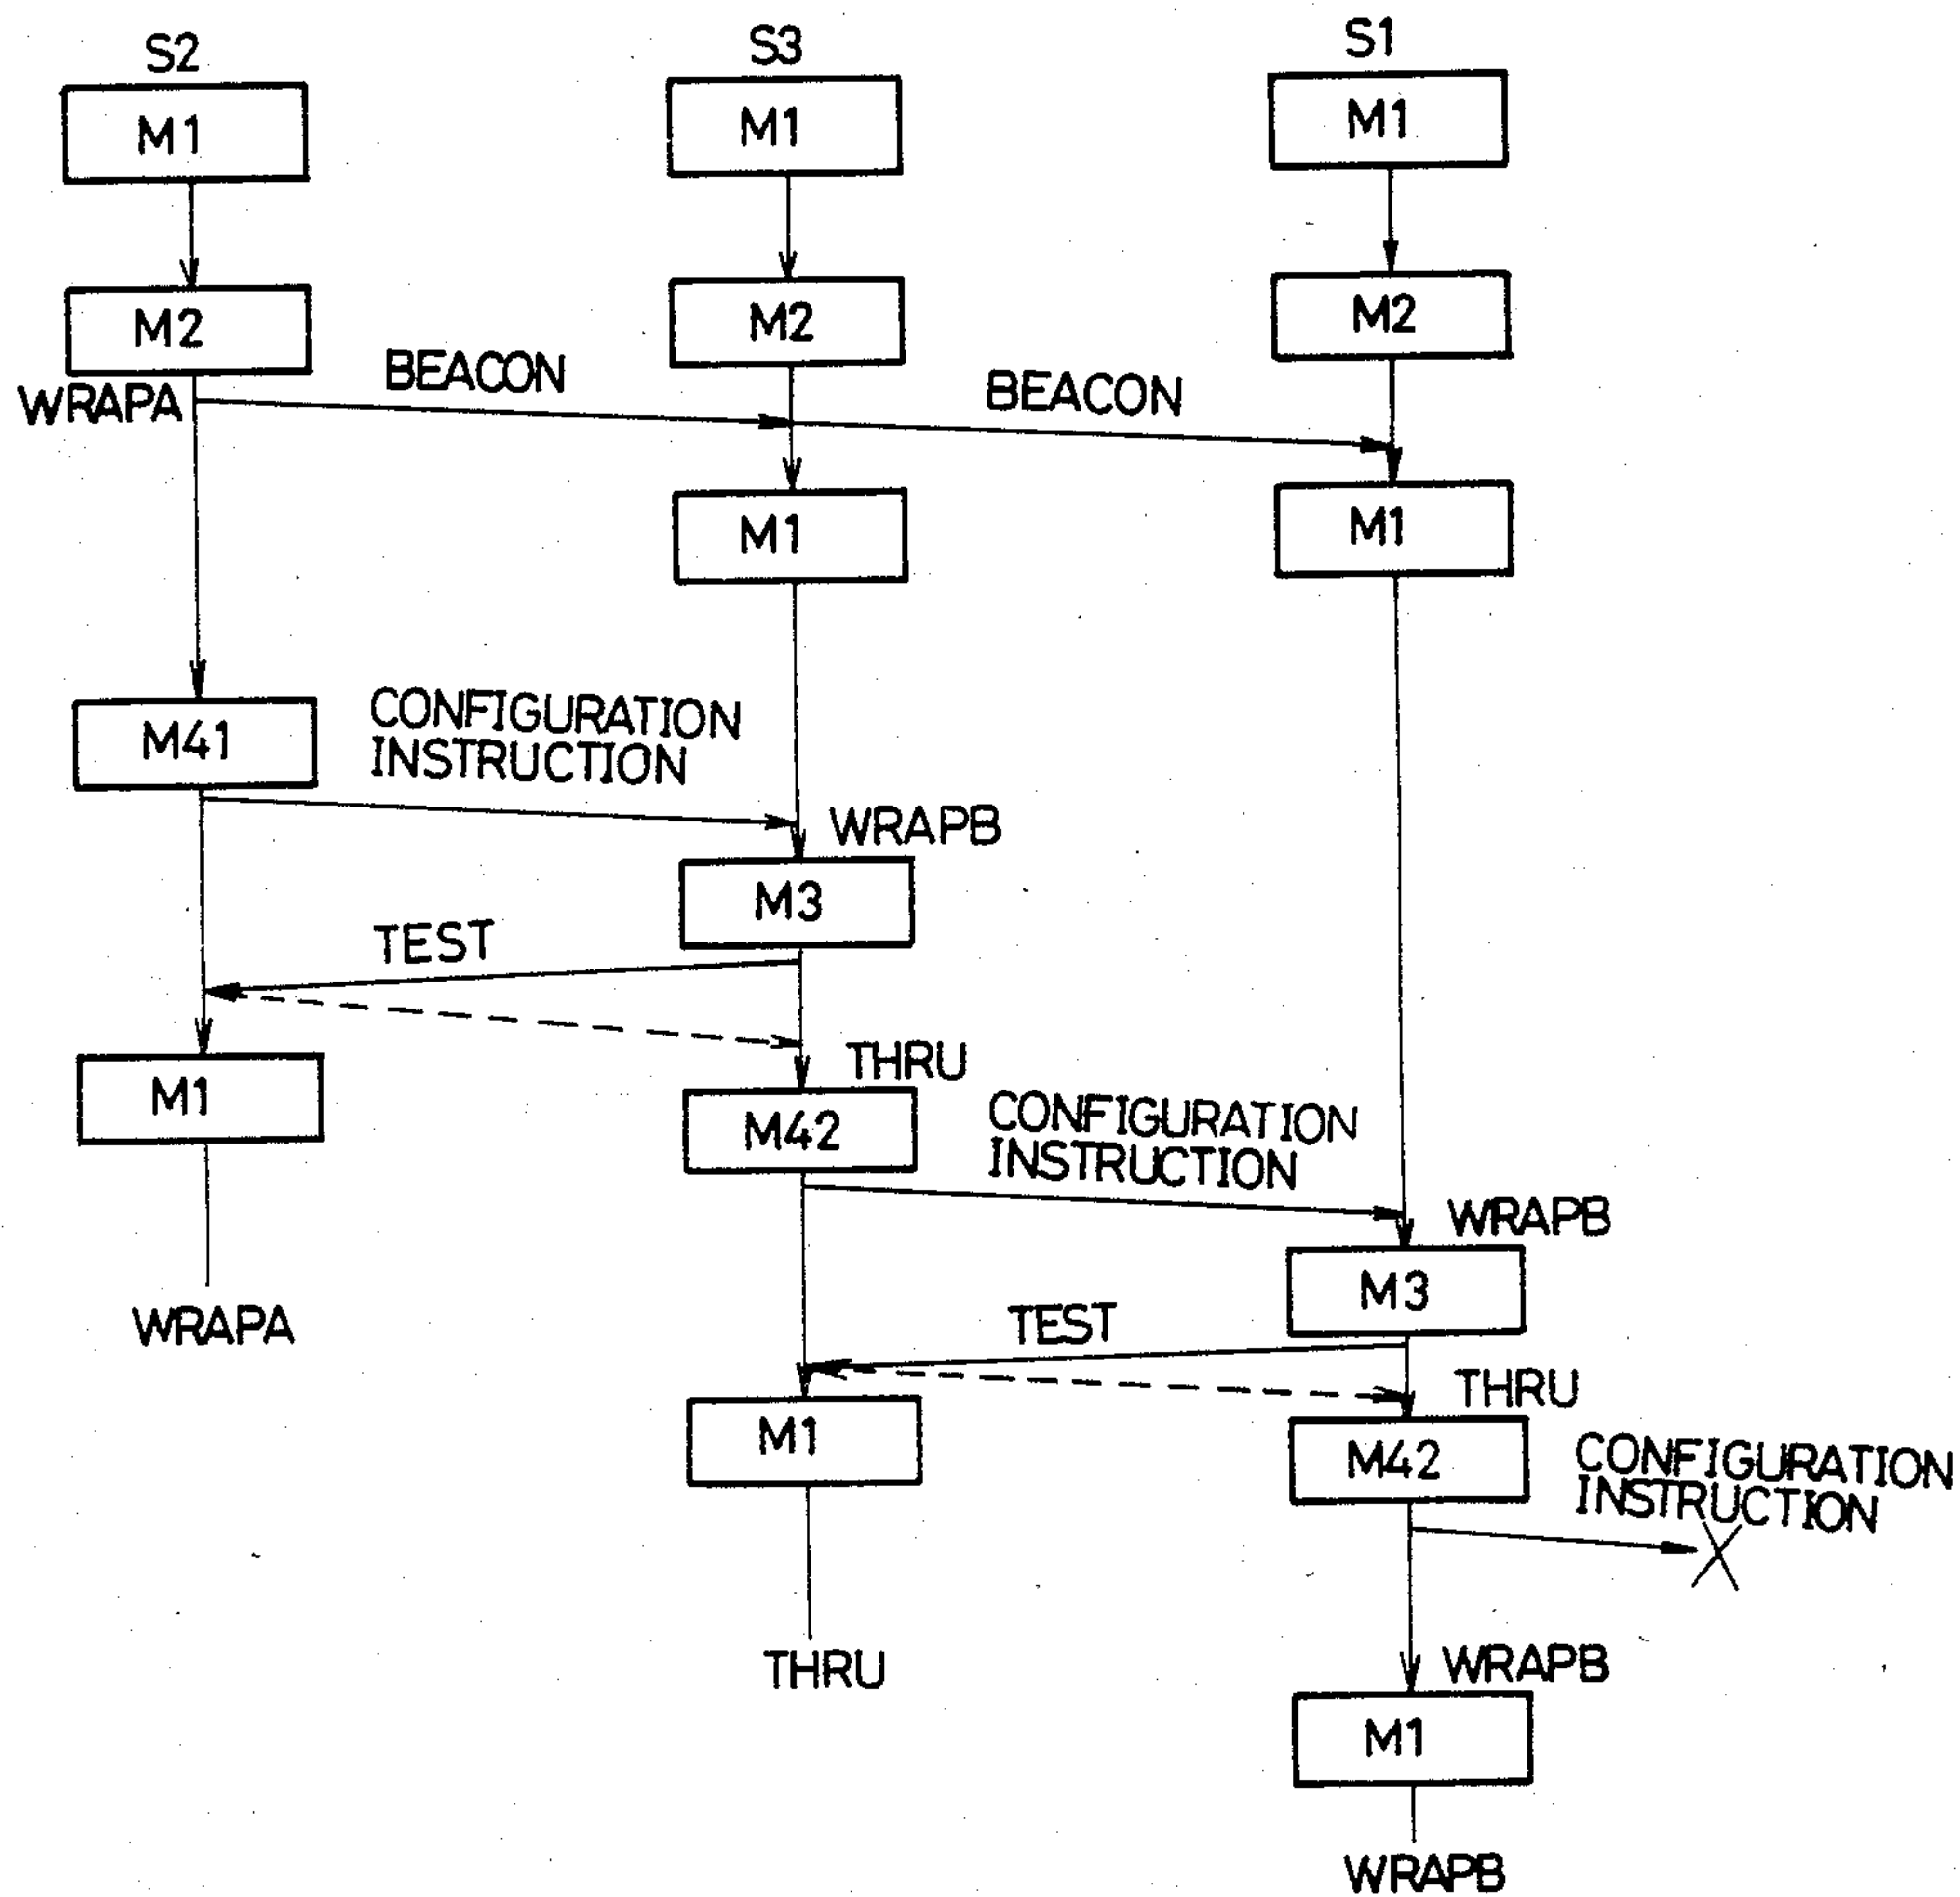 S2
S3
S1
M1
M1
M1
M2
M2
M2
WRAPA
BEACON
BEACON
M1
M1
M41
CONFIGURATION
INSTRUCTION
WRAPB
M3
TEST
M1
THRU
M42
CONFIGURATION
INSTRUCTION
WRAPB
M3
WRAPA
TEST
THRU
M1
M42
CONFIGURATION
INSTRUCTION
THRU
WRAPB
M1
WRAPB